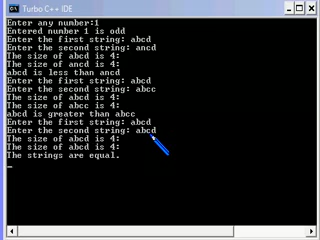 Turbo C++ IDE
Enter any number:1
Entered number 1 is odd
Enter the first string: abcd
Enter the second string: ancd
The size of abcd is 4:
The size of ancd is 4:
abcd is less than ancd
Enter the first string: abcd
Enter the second string: abcc
The size of abcd is 4:
The size of abcc is 4:
abcd is greater than abcc
Enter the first string: abcd
Enter the second string: abcd
The size of abcd is 4:
The size of abcd is 4:
The strings are equal.